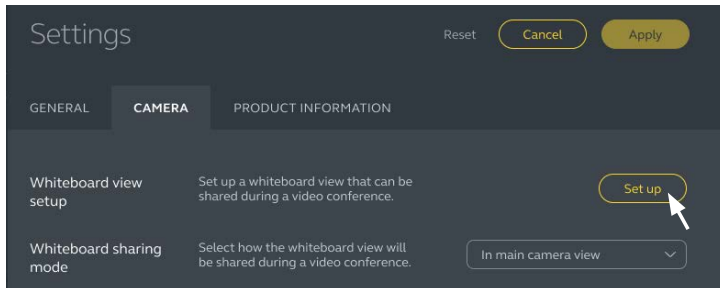 Settings
Reset
Cancel
Apply
GENERAL
CAMERA
PRODUCT INFORMATION
Whiteboard view
setup
Set up a whiteboard view that can be
shared during a video conference.
Set up
Whiteboard sharing
mode
Select how the whiteboard view will
be shared during a video conference.
In main camera view